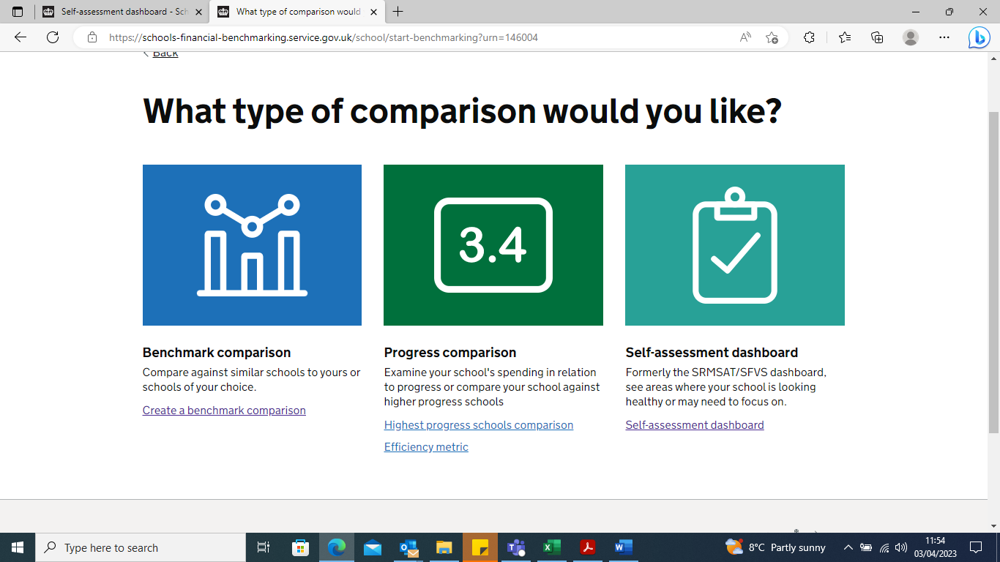 Self-assessment dashboard - Sch
What type of comparison would
https://schools-financial-benchmarking.service.gov.uk/school/start-benchmarking?urn=146004
Back
What type of comparison would you like?
3.4
Benchmark comparison
Compare against similar schools to yours or
schools of your choice.
Create a benchmark comparison
Progress comparison
Examine your school's spending in relation
to progress or compare your school against
higher progress schools
Highest progress schools comparison
Efficiency metric
Self-assessment dashboard
Formerly the SRMSAT/SFVS dashboard,
see areas where your school is looking
healthy or may need to focus on.
Self-assessment dashboard
Type here to search
8°C Partly sunny
11:54
03/04/2023